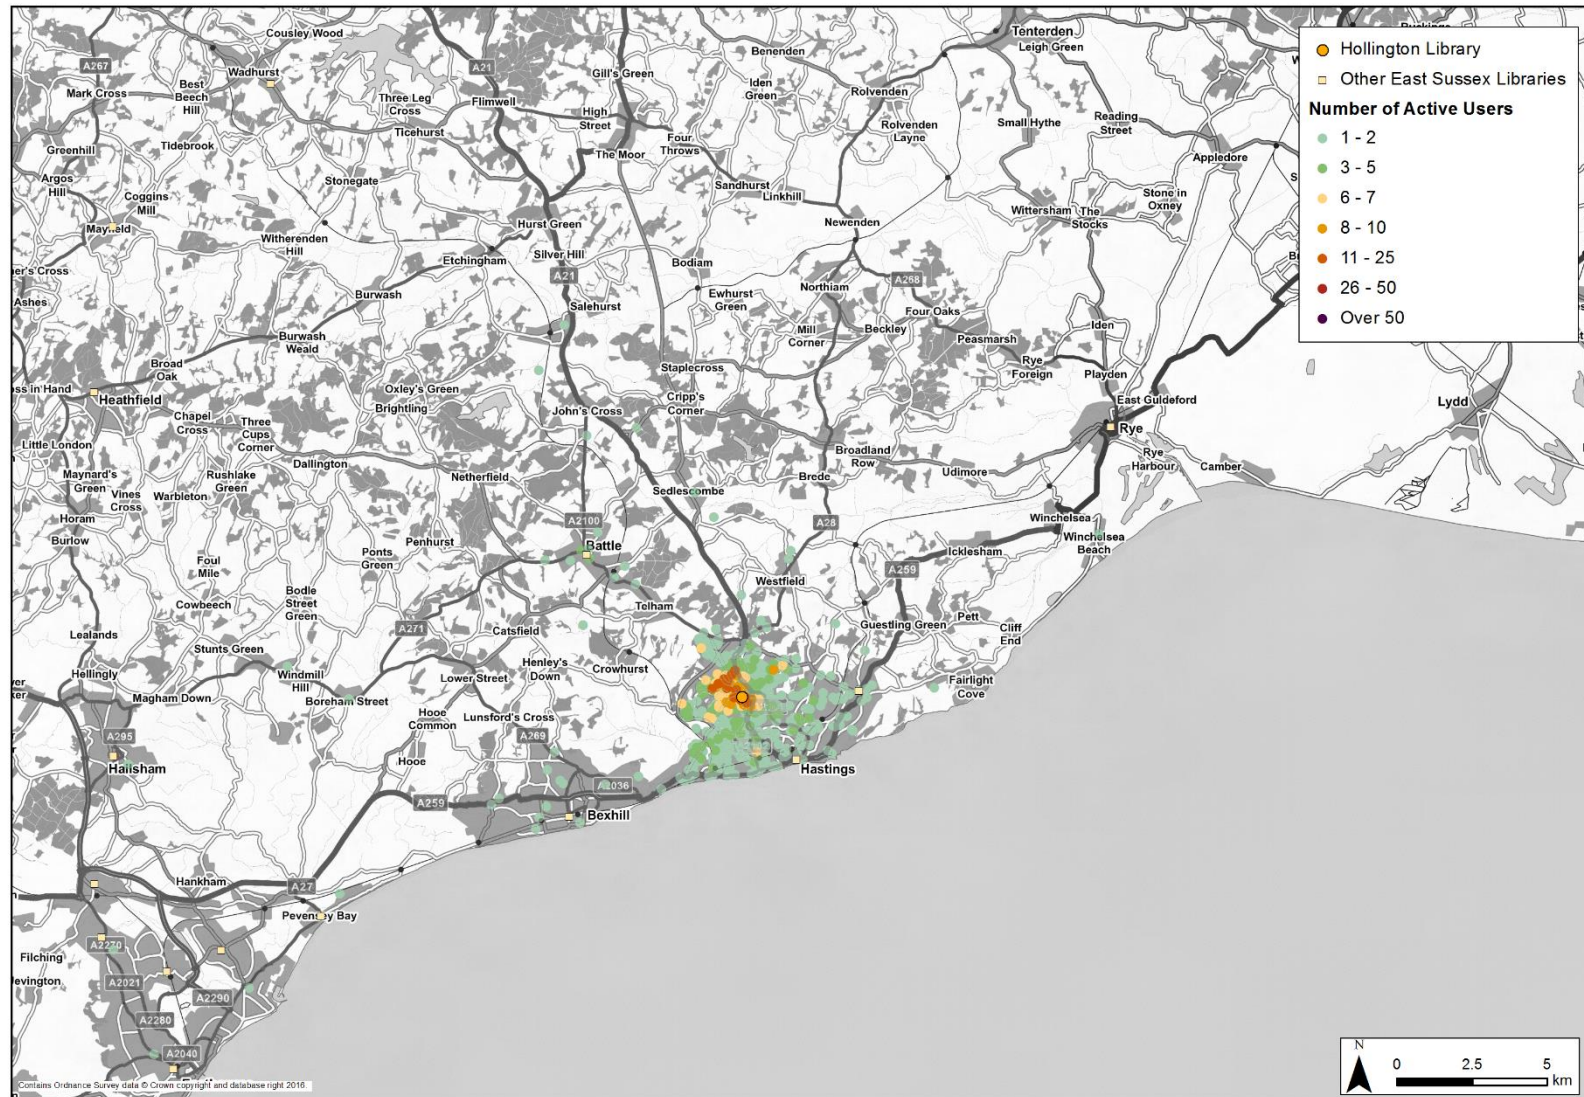 Cousley Wood
A267
Wadhurst
A21
Gill's Green
Benenden
Tenterden
Leigh Green
Hollington Library
Other East Sussex Libraries
Number of Active Users
1 - 2
3 - 5
6 - 7
8 - 10
11 - 25
26 - 50
Over 50
Mark Cross
Best
Beech
Hill
Three Leg
Cross
Flimwell
Iden
Green
Rolvenden
High
Street
Ticehurst
Rolvenden
Layne
Small Hythe
Reading
Street
Tidebrook
Greenhill
The Moor
Four
Throws
Appledore
Argos
Hill
Stonegate
Coggins
Mill
Sandhurst
Linkhill
Stone in
Oxney
Mayfield
Witherenden
Hill
Hurst Green
Newenden
Wittersham
The
Stocks
Silver Hill
Etchingham
Bodiam
A21
A268
Ashes
Burwash
Salehurst
Ewhurst
Green
Northiam
Four Oaks
Burwash
Weald
Mill
Corner
Beckley
Peasmarsh
Iden
Broad
Oak
Staplecross
Rye
Foreign
Playden
Oxley's Green
Heathfield
Brightling
Cripp's
Corner
East Guldeford
Lydd
Chapel
Cross
Three
Cups
Corner
John's Cross
Rye
Little London
Broadland
Row
Rye
Harbour
Camber
Dallington
Udimore
Maynard's
Green
Rushlake
Green
Netherfield
Brede
Vines
Cross
Warbleton
Sedlescombe
Horam
A2100
A28
Winchelsea
Burlow
Penhurst
Battle
Winchelsea
Beach
Ponts
Green
Icklesham
Foul
Mile
A259
Westfield
Bodle
Street
Green
Cowbeech
Telham
Pett
Guestling Green
Cliff
End
Lealands
A271
Catsfield
Stunts Green
Hellingly
Henley's
Down
Crowhurst
Windmill
Hill
Lower Street
Fairlight
Cove
Magham Down
Boreham Street
Hooe
Common
Lunsford's Cross
A295
A269
Hooe
Hailsham
Hastings
A2036
A259
Bexhill
Hankham
A27
Pevensey Bay
A2270
Filching
A2021
A2290
A2280
A2040
N
0 2.5 5
km
Contains Ordnance Survey data © Crown copyright and database right 2016.